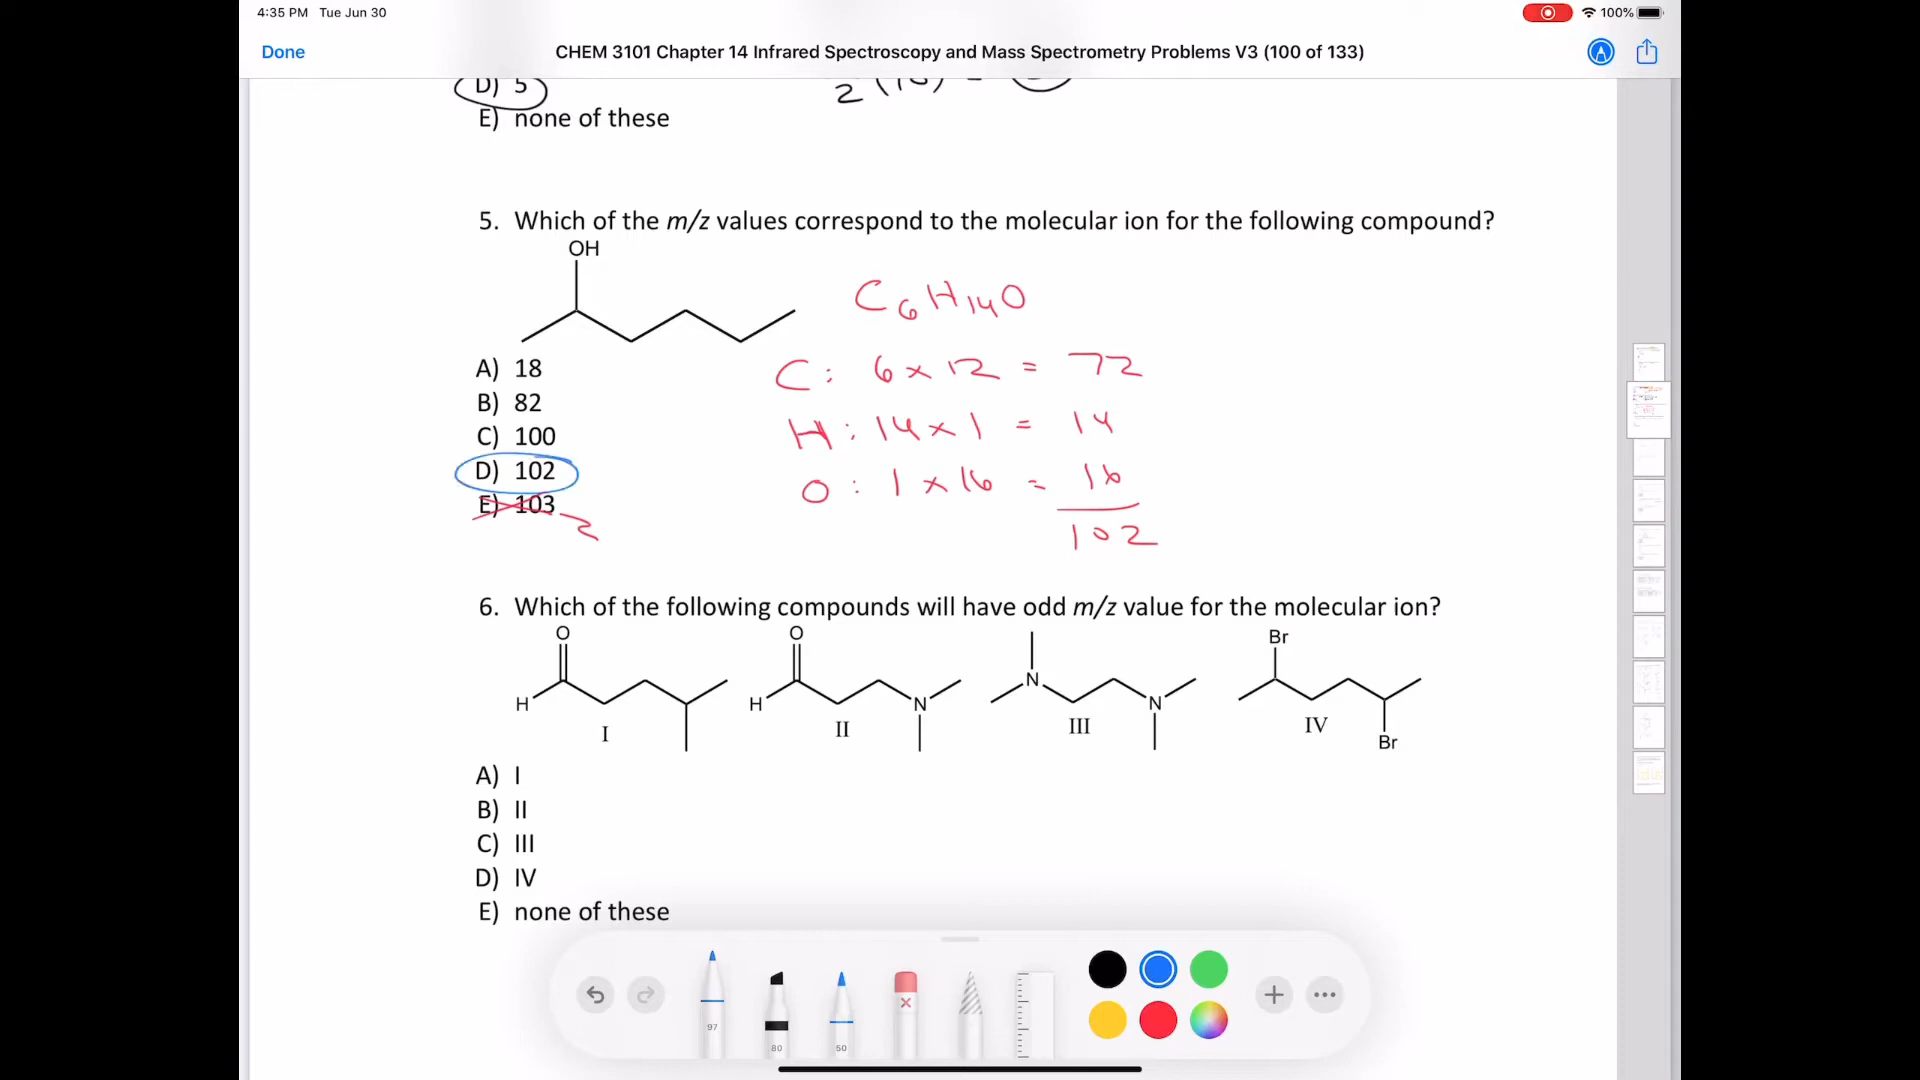 4:35 PM Tue Jun 30
100%
Done
CHEM 3101 Chapter 14 Infrared Spectroscopy and Mass Spectrometry Problems V3 (100 of 133)
D) 5
E) none of these
5. Which of the m/z values correspond to the molecular ion for the following compound?
OH
C6H14O
A) 18
C: 6 x 12 = 72
B) 82
C) 100
H: 14 x 1 = 14
D) 102
O: 1 x 16 = 16
E) 103
102
6. Which of the following compounds will have odd m/z value for the molecular ion?
O
H
I
O
H
N
II
N
N
III
Br
Br
IV
A) I
B) II
C) III
D) IV
E) none of these
97
80
50